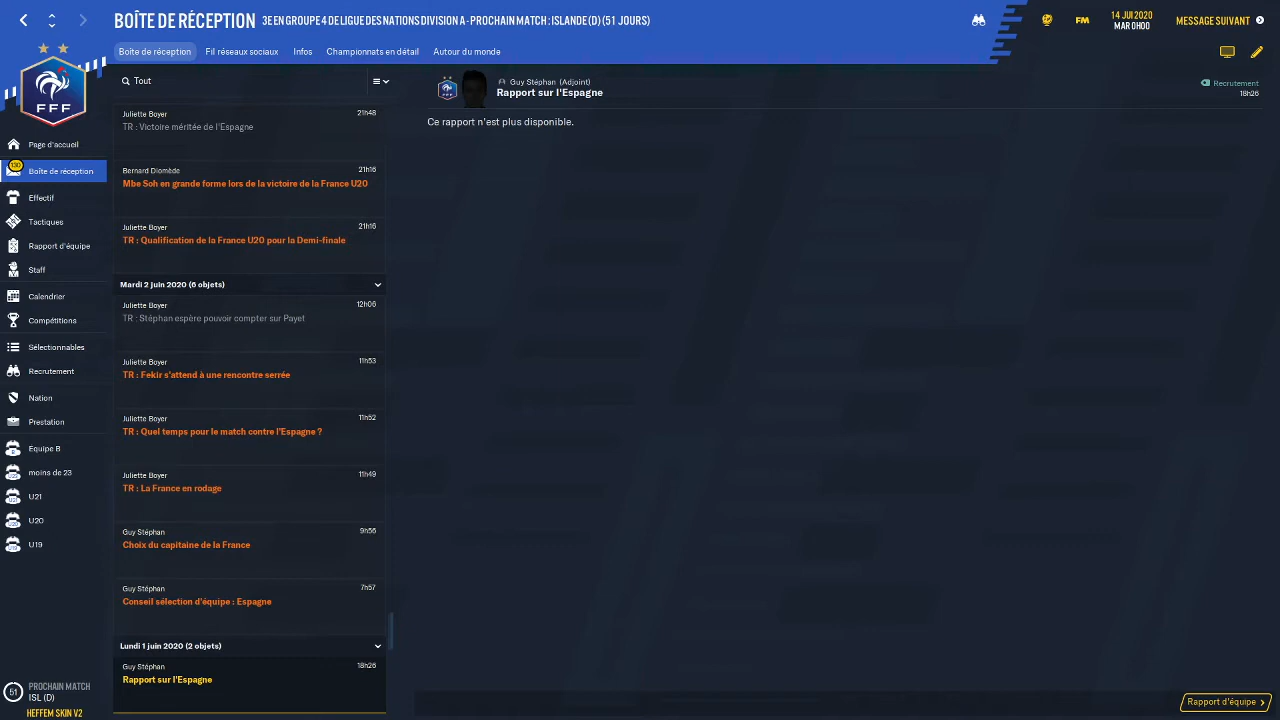 BOÎTE DE RÉCEPTION
3E EN GROUPE 4 DE LIGUE DES NATIONS DIVISION A - PROCHAIN MATCH : ISLANDE (D) (51 JOURS)
FM
14 JUI 2020
MAR 0H00
MESSAGE SUIVANT
Boîte de réception
Fil réseaux sociaux
Infos
Championnats en détail
Autour du monde
FFF
Page d'accueil
130
Boîte de réception
Effectif
Tactiques
Rapport d'équipe
Staff
Calendrier
Compétitions
Sélectionnables
Recrutement
Nation
Prestation
Équipe B
moins de 23
U21
U20
U19
51
PROCHAIN MATCH
ISL (D)
HEFFEM SKIN V2
Tout
Juliette Boyer 21h48
TR : Victoire méritée de l'Espagne
Bernard Diomède 21h16
Mbe Soh en grande forme lors de la victoire de la France U20
Juliette Boyer 21h16
TR : Qualification de la France U20 pour la Demi-finale
Mardi 2 juin 2020 (6 objets)
Juliette Boyer 12h06
TR : Stéphan espère pouvoir compter sur Payet
Juliette Boyer 11h53
TR : Fekir s'attend à une rencontre serrée
Juliette Boyer 11h52
TR : Quel temps pour le match contre l'Espagne ?
Juliette Boyer 11h49
TR : La France en rodage
Guy Stéphan 9h56
Choix du capitaine de la France
Guy Stéphan 7h57
Conseil sélection d'équipe : Espagne
Lundi 1 juin 2020 (2 objets)
Guy Stéphan 18h26
Rapport sur l'Espagne
Guy Stéphan (Adjoint)
Rapport sur l'Espagne
Recrutement
18h26
Ce rapport n'est plus disponible.
Rapport d'équipe